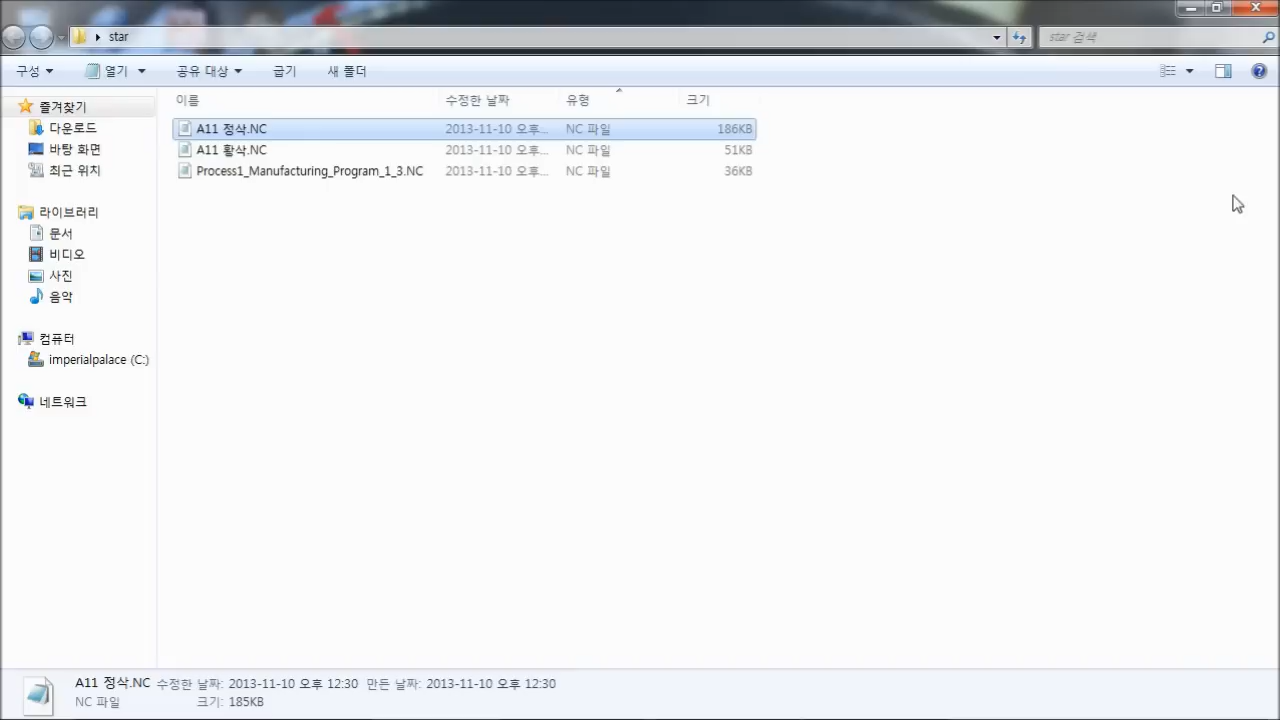 star
star 검색
구성 열기 공유 대상 굽기 새 폴더
이름 수정한 날짜 유형 크기
즐겨찾기
다운로드
바탕 화면
최근 위치
라이브러리
문서
비디오
사진
음악
컴퓨터
imperialpalace (C:)
네트워크
A11 정삭.NC 2013-11-10 오후... NC 파일 186KB
A11 황삭.NC 2013-11-10 오후... NC 파일 51KB
Process1_Manufacturing_Program_1_3.NC 2013-11-10 오후... NC 파일 36KB
A11 정삭.NC 수정한 날짜: 2013-11-10 오후 12:30 만든 날짜: 2013-11-10 오후 12:30
NC 파일 크기: 185KB